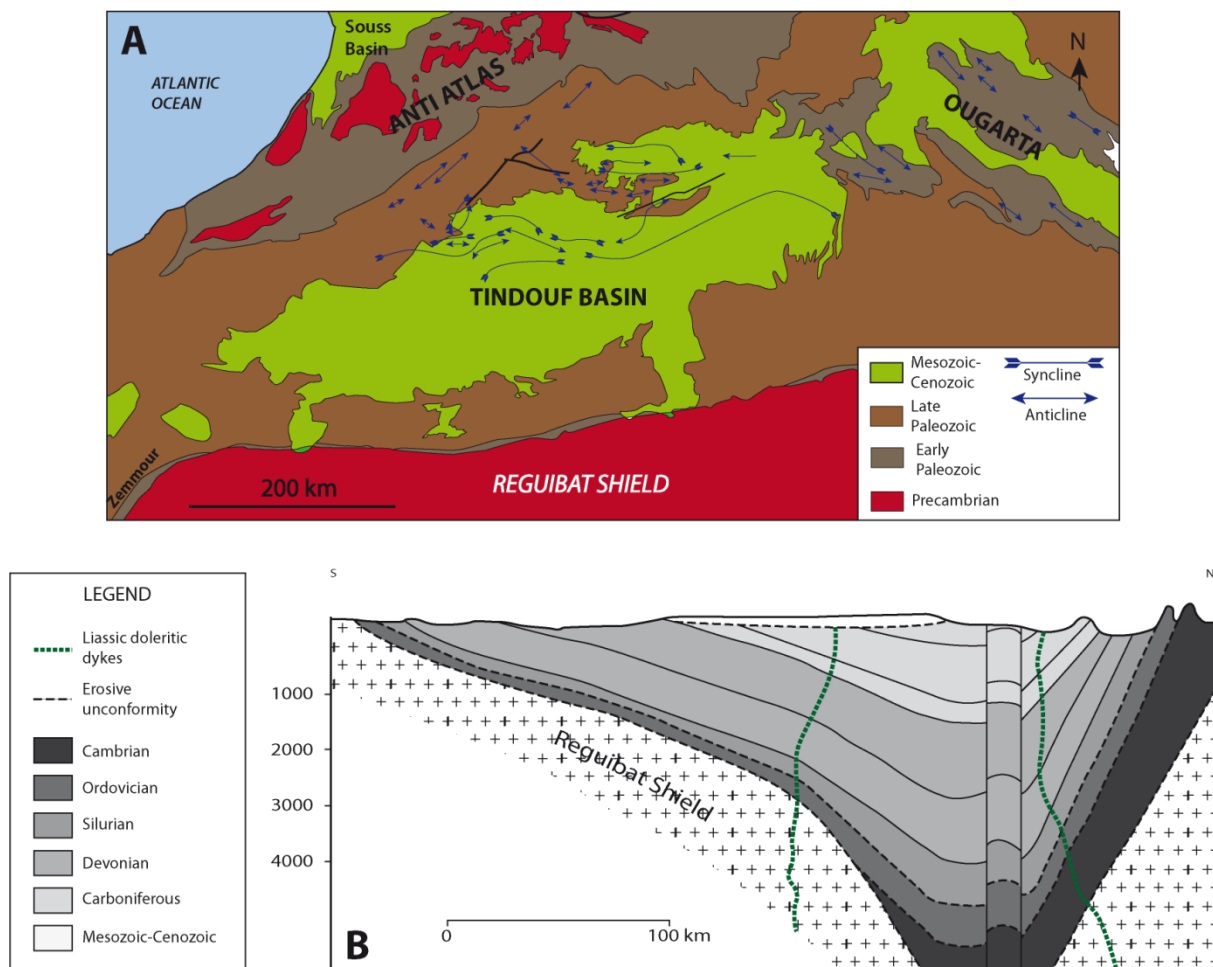 A
Souss
Basin
ATLANTIC
OCEAN
ANTI ATLAS
N
OUGARTA
TINDOUF BASIN
Zemmour
200 km
REGUIBAT SHIELD
Mesozoic-
Cenozoic
Syncline
Late
Paleozoic
Anticline
Early
Paleozoic
Precambrian
LEGEND
Liassic doleritic
dykes
Erosive
unconformity
Cambrian
Ordovician
Silurian
Devonian
Carboniferous
Mesozoic-Cenozoic
S
N
1000
2000
3000
4000
Reguibat Shield
B
0
100 km